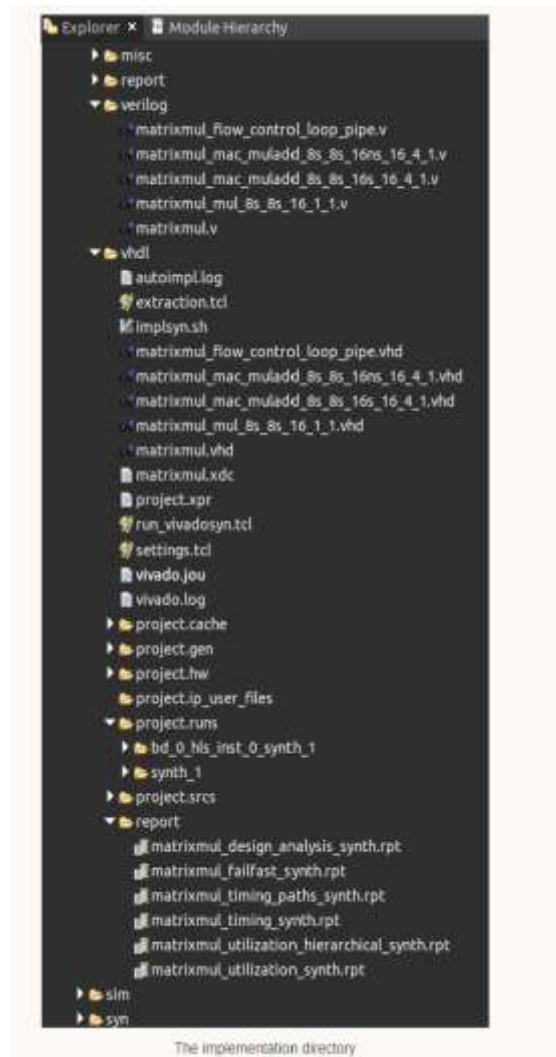 Explorer Module Hierarchy
misc
report
verilog
matrixmul_flow_control_loop_pipe.v
matrixmul_mac_muladd_8s_8s_16ns_16_4_1.v
matrixmul_mac_muladd_8s_8s_16s_16_4_1.v
matrixmul_mul_8s_8s_16_1_1.v
matrixmul.v
vhdl
autoimpl.log
extraction.tcl
implsyn.sh
matrixmul_flow_control_loop_pipe.vhd
matrixmul_mac_muladd_8s_8s_16ns_16_4_1.vhd
matrixmul_mac_muladd_8s_8s_16s_16_4_1.vhd
matrixmul_mul_8s_8s_16_1_1.vhd
matrixmul.vhd
matrixmul.xdc
project.xpr
run_vivadosyn.tcl
settings.tcl
vivado.jou
vivado.log
project.cache
project.gen
project.hw
project.ip_user_files
project.runs
bd_0_hls_inst_0_synth_1
synth_1
project.srcs
report
matrixmul_design_analysis_synth.rpt
matrixmul_failfast_synth.rpt
matrixmul_timing_paths_synth.rpt
matrixmul_timing_synth.rpt
matrixmul_utilization_hierarchical_synth.rpt
matrixmul_utilization_synth.rpt
sim
syn
The implementation directory